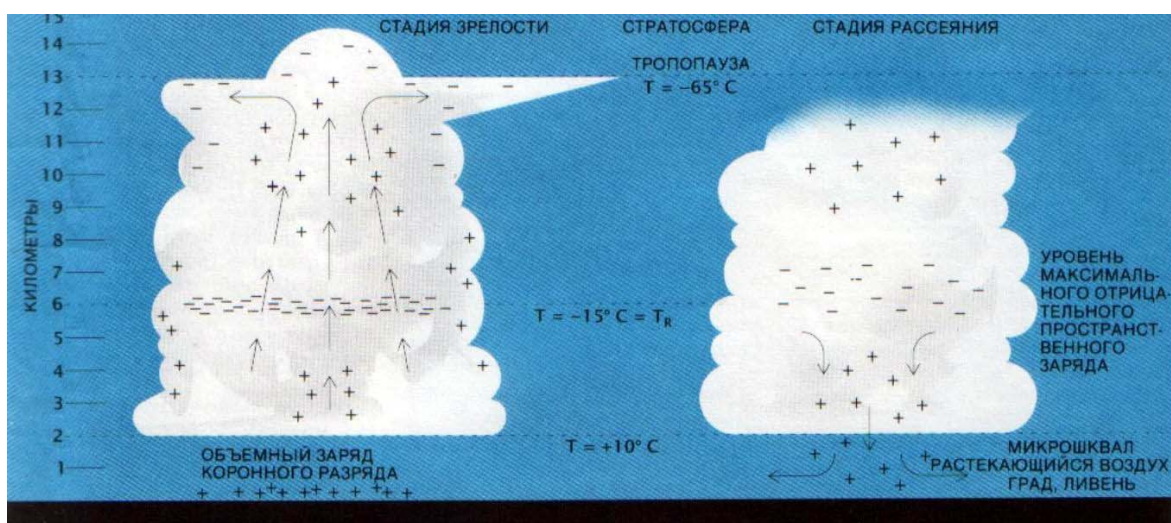 15
14
13
12
11
10
9
8
7
6
5
4
3
2
1
КИЛОМЕТРЫ
СТАДИЯ ЗРЕЛОСТИ
СТРАТОСФЕРА
СТАДИЯ РАССЕЯНИЯ
ТРОПОПАУЗА
T = −65° C
T = −15° C = TR
УРОВЕНЬ
МАКСИМАЛЬ-
НОГО ОТРИЦА-
ТЕЛЬНОГО
ПРОСТРАНСТ-
ВЕННОГО
ЗАРЯДА
T = +10° C
ОБЪЕМНЫЙ ЗАРЯД
КОРОННОГО РАЗРЯДА
МИКРОШКВАЛ
РАСТЕКАЮЩИЙСЯ ВОЗДУХ
ГРАД, ЛИВЕНЬ